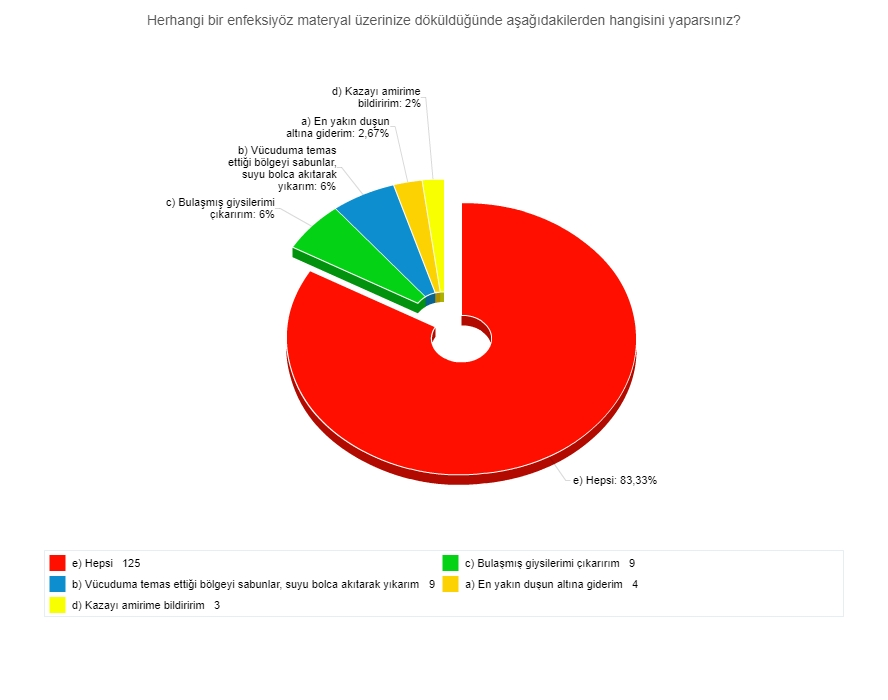 Herhangi bir enfeksiyöz materyal üzerinize döküldüğünde aşağıdakilerden hangisini yaparsınız?
d) Kazayı amirime
bildiririm: 2%
a) En yakın duşun
altına giderim: 2,67%
b) Vücuduma temas
ettiği bölgeyi sabunlar,
suyu bolca akıtarak
yıkarım: 6%
c) Bulaşmış giysilerimi
çıkarırım: 6%
e) Hepsi: 83,33%
e) Hepsi 125
c) Bulaşmış giysilerimi çıkarırım 9
b) Vücuduma temas ettiği bölgeyi sabunlar, suyu bolca akıtarak yıkarım 9
a) En yakın duşun altına giderim 4
d) Kazayı amirime bildiririm 3